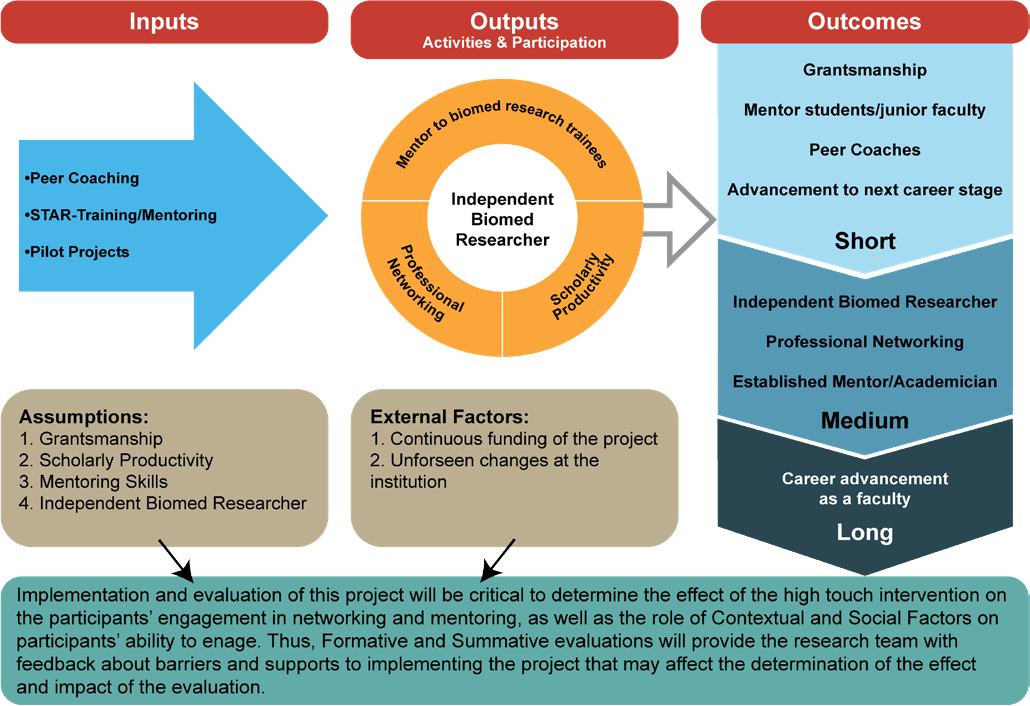 Inputs
•Peer Coaching
•STAR-Training/Mentoring
•Pilot Projects
Outputs
Activities & Participation
Mentor to biomed research trainees
Independent
Biomed
Researcher
Professional
Networking
Scholarly
Productivity
Outcomes
Grantsmanship
Mentor students/junior faculty
Peer Coaches
Advancement to next career stage
Short
Independent Biomed Researcher
Professional Networking
Established Mentor/Academician
Medium
Career advancement
as a faculty
Long
Assumptions:
1. Grantsmanship
2. Scholarly Productivity
3. Mentoring Skills
4. Independent Biomed Researcher
External Factors:
1. Continuous funding of the project
2. Unforseen changes at the
institution
Implementation and evaluation of this project will be critical to determine the effect of the high touch intervention on
the participants’ engagement in networking and mentoring, as well as the role of Contextual and Social Factors on
participants’ ability to enage. Thus, Formative and Summative evaluations will provide the research team with
feedback about barriers and supports to implementing the project that may affect the determination of the effect
and impact of the evaluation.